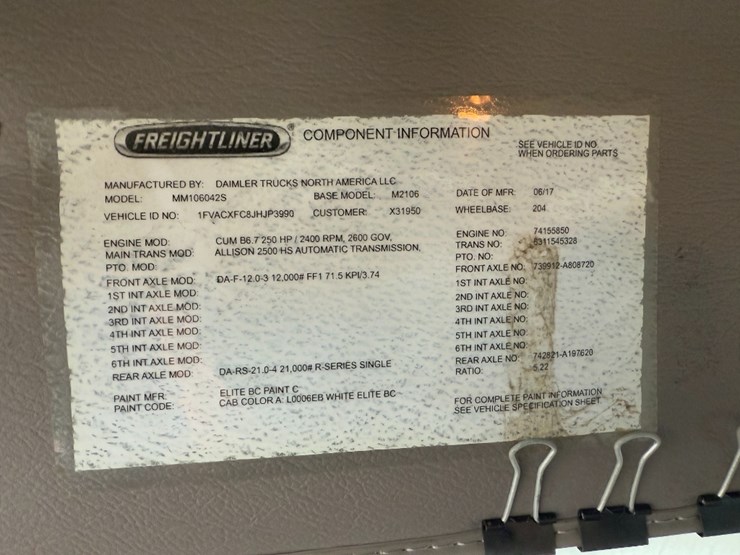 FREIGHTLINER® COMPONENT INFORMATION
SEE VEHICLE ID NO
WHEN ORDERING PARTS
MANUFACTURED BY: DAIMLER TRUCKS NORTH AMERICA LLC
MODEL: MM106042S BASE MODEL: M2106 DATE OF MFR: 06/17
VEHICLE ID NO: 1FVACXFC8JHJP3990 CUSTOMER: X31950 WHEELBASE: 204
ENGINE MOD: CUM B6.7 250 HP / 2400 RPM, 2600 GOV, ENGINE NO: 74155850
MAIN TRANS MOD: ALLISON 2500 HS AUTOMATIC TRANSMISSION, TRANS NO: 6311545328
PTO. MOD: PTO. NO:
FRONT AXLE MOD: DA-F-12.0-3 12,000# FF1 71.5 KPI/3.74 FRONT AXLE NO: 739912-A808720
1ST INT AXLE MOD: 1ST INT AXLE NO:
2ND INT AXLE MOD: 2ND INT AXLE NO:
3RD INT AXLE MOD: 3RD INT AXLE NO:
4TH INT AXLE MOD: 4TH INT AXLE NO:
5TH INT AXLE MOD: 5TH INT AXLE NO:
6TH INT AXLE MOD: 6TH INT AXLE NO:
REAR AXLE MOD: DA-RS-21.0-4 21,000# R-SERIES SINGLE REAR AXLE NO: 742821-A197620
RATIO: 5.22
PAINT MFR: ELITE BC PAINT C
PAINT CODE: CAB COLOR A: L0006EB WHITE ELITE BC
FOR COMPLETE PAINT INFORMATION
SEE VEHICLE SPECIFICATION SHEET